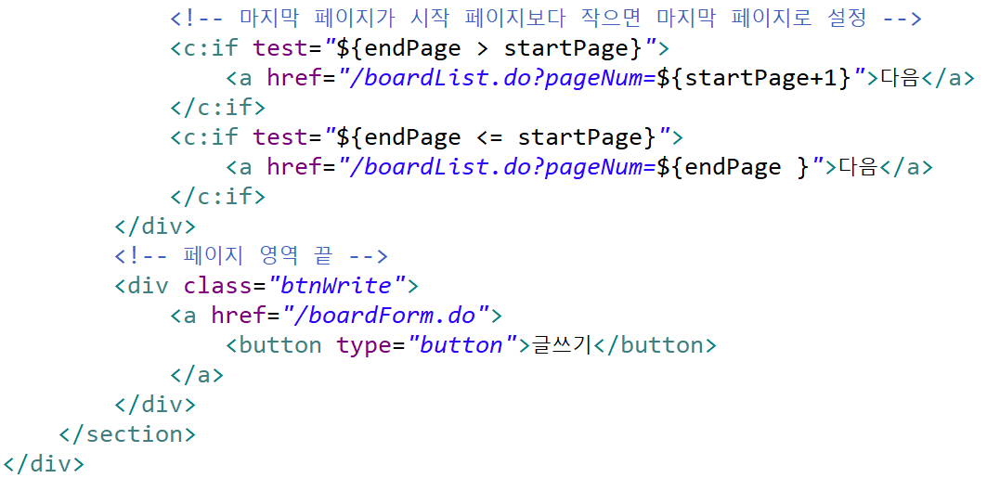 <!-- 마지막 페이지가 시작 페이지보다 작으면 마지막 페이지로 설정 -->
<c:if test="${endPage > startPage}">
<a href="/boardList.do?pageNum=${startPage+1}">다음</a>
</c:if>
<c:if test="${endPage <= startPage}">
<a href="/boardList.do?pageNum=${endPage }">다음</a>
</c:if>
</div>
<!-- 페이지 영역 끝 -->
<div class="btnWrite">
<a href="/boardForm.do">
<button type="button">글쓰기</button>
</a>
</div>
</section>
</div>